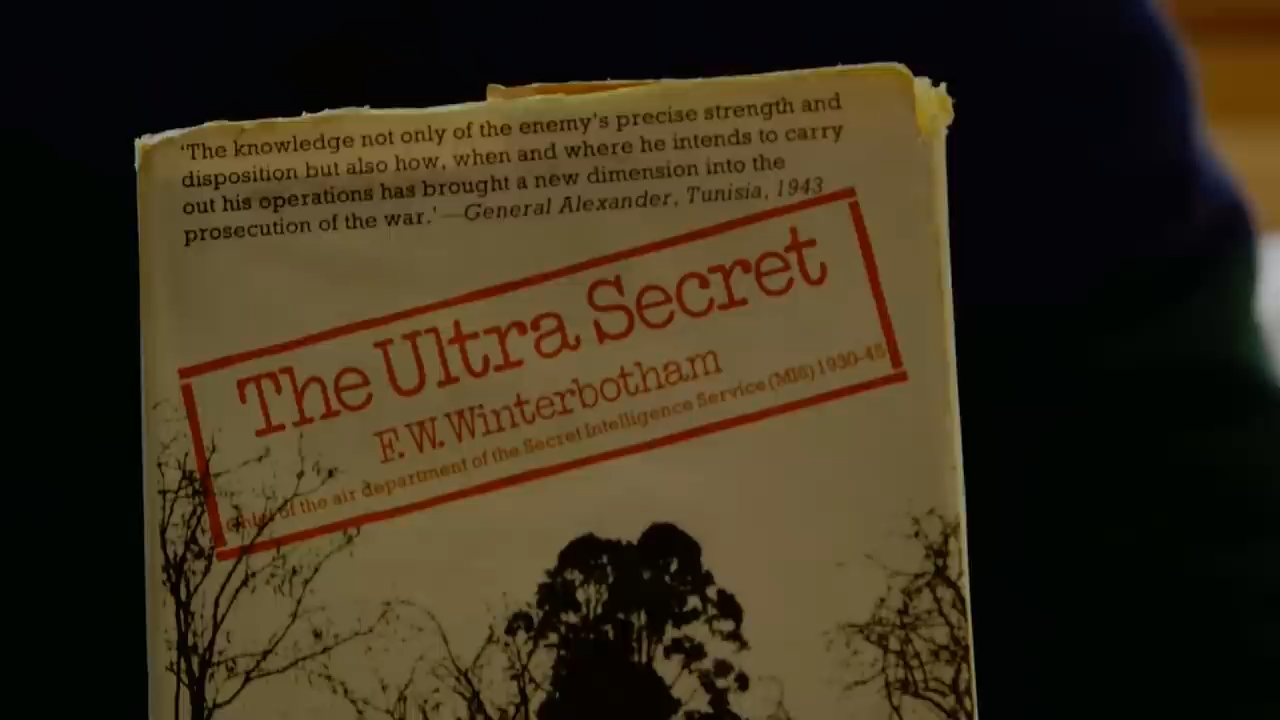 'The knowledge not only of the enemy's precise strength and
disposition but also how, when and where he intends to carry
out his operations has brought a new dimension into the
prosecution of the war.' —General Alexander, Tunisia, 1943
The Ultra Secret
F.W. Winterbotham
Chief of the air department of the Secret Intelligence Service (MI6) 1930-45